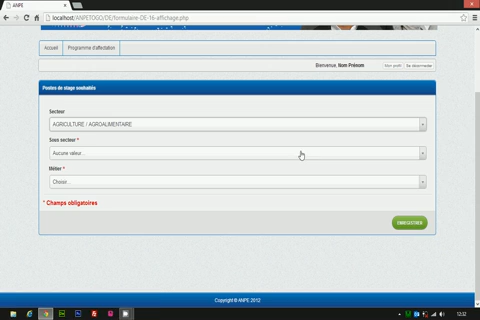 ANPE
localhost/ANPETOGO/DE/formulaire-DE-16-affichage.php
Accueil Programme d'affectation
Bienvenue, Nom Prénom Mon profil Se déconnecter
Postes de stage souhaités
Secteur
AGRICULTURE / AGROALIMENTAIRE
Sous secteur *
Aucune valeur...
Métier *
Choisir...
* Champs obligatoires
ENREGISTRER
Copyright © ANPE 2012
12:32